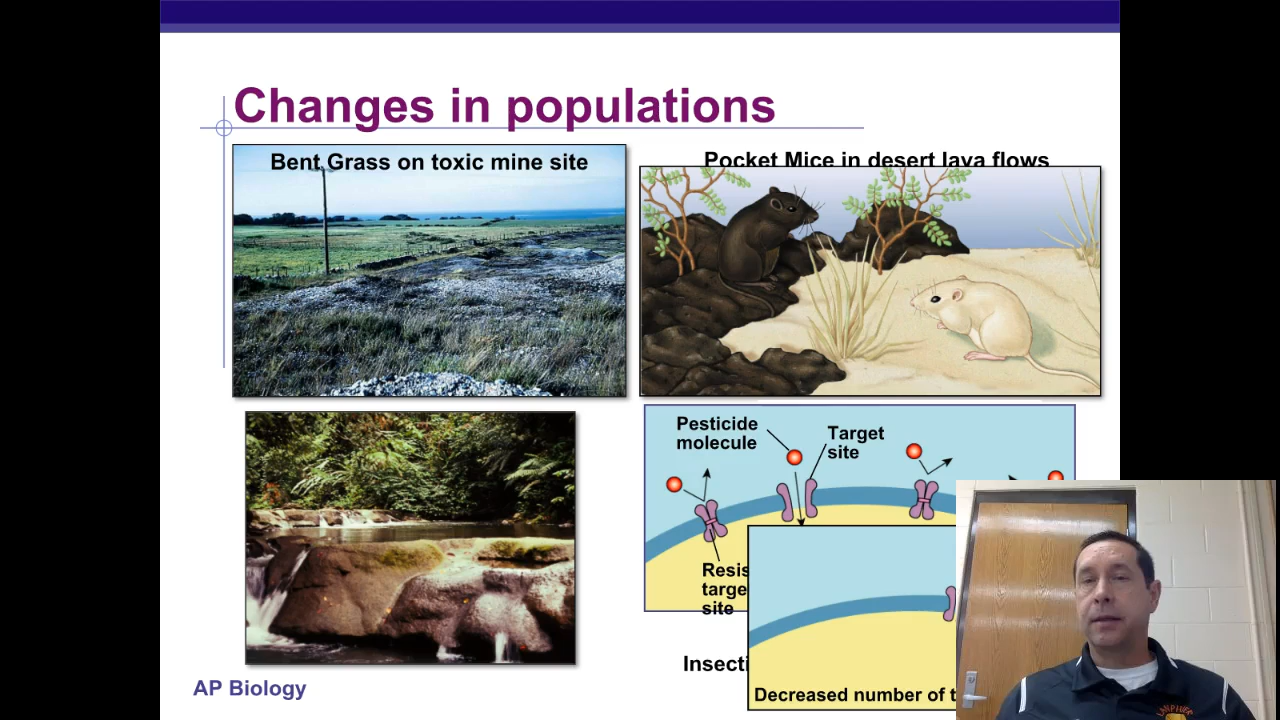 Changes in populations
Bent Grass on toxic mine site
Pocket Mice in desert lava flows
Pesticide
molecule
Target
site
Resis
targe
site
Insecti
Decreased number of t
AP Biology
LANPHIER